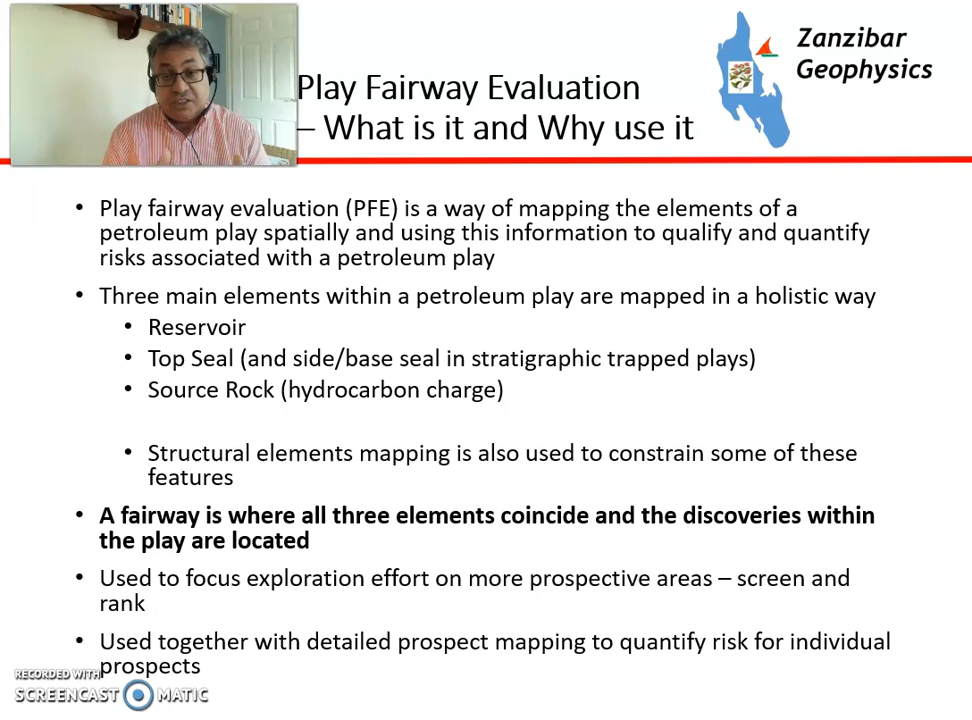 Zanzibar
Geophysics
Play Fairway Evaluation
– What is it and Why use it
• Play fairway evaluation (PFE) is a way of mapping the elements of a
petroleum play spatially and using this information to qualify and quantify
risks associated with a petroleum play
• Three main elements within a petroleum play are mapped in a holistic way
• Reservoir
• Top Seal (and side/base seal in stratigraphic trapped plays)
• Source Rock (hydrocarbon charge)
• Structural elements mapping is also used to constrain some of these
features
• A fairway is where all three elements coincide and the discoveries within
the play are located
• Used to focus exploration effort on more prospective areas – screen and
rank
• Used together with detailed prospect mapping to quantify risk for individual
prospects
RECORDED WITH
SCREENCAST MATIC